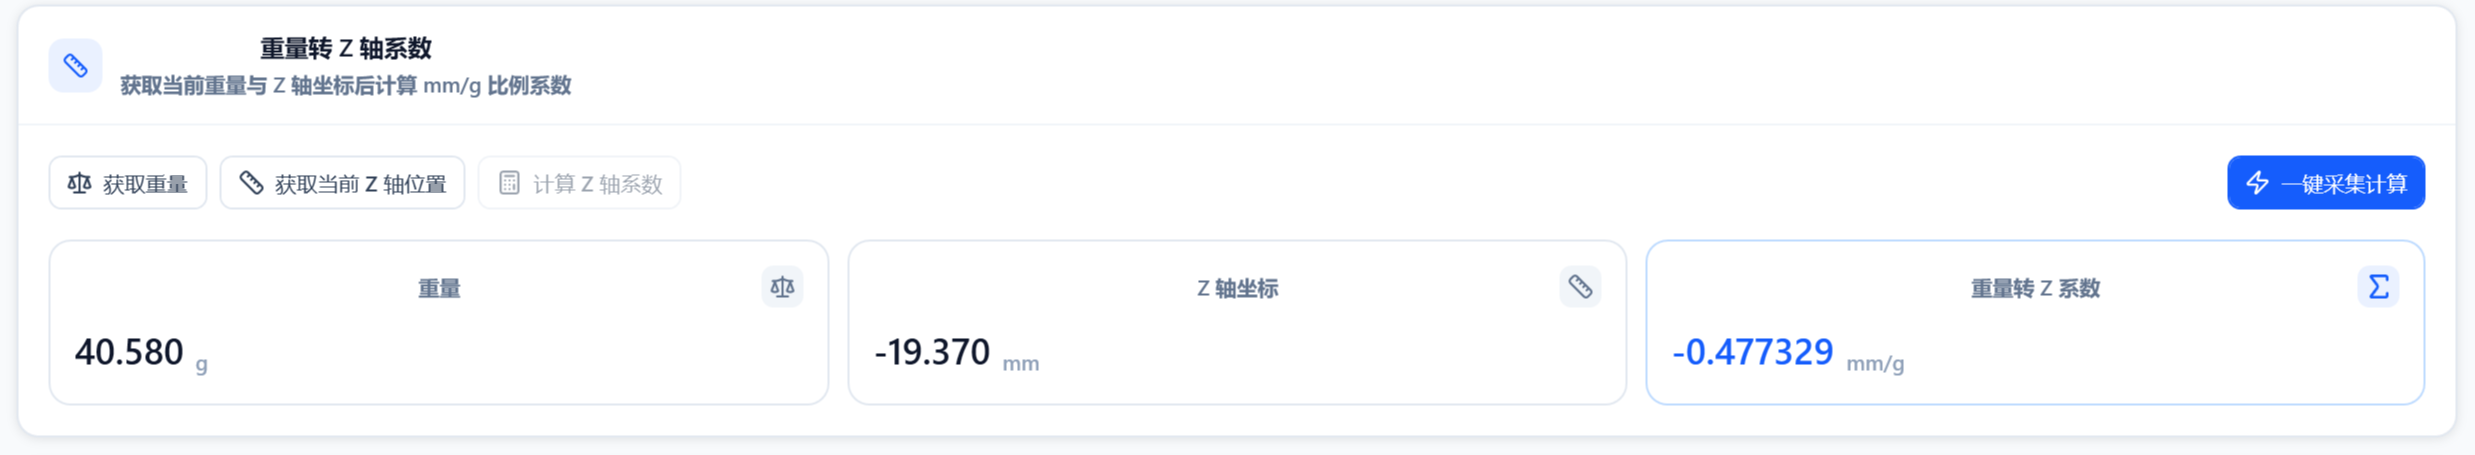 重量转 Z 轴系数
获取当前重量与 Z 轴坐标后计算 mm/g 比例系数
获取重量
获取当前 Z 轴位置
计算 Z 轴系数
一键采集计算
重量
40.580 g
Z 轴坐标
-19.370 mm
重量转 Z 系数
-0.477329 mm/g